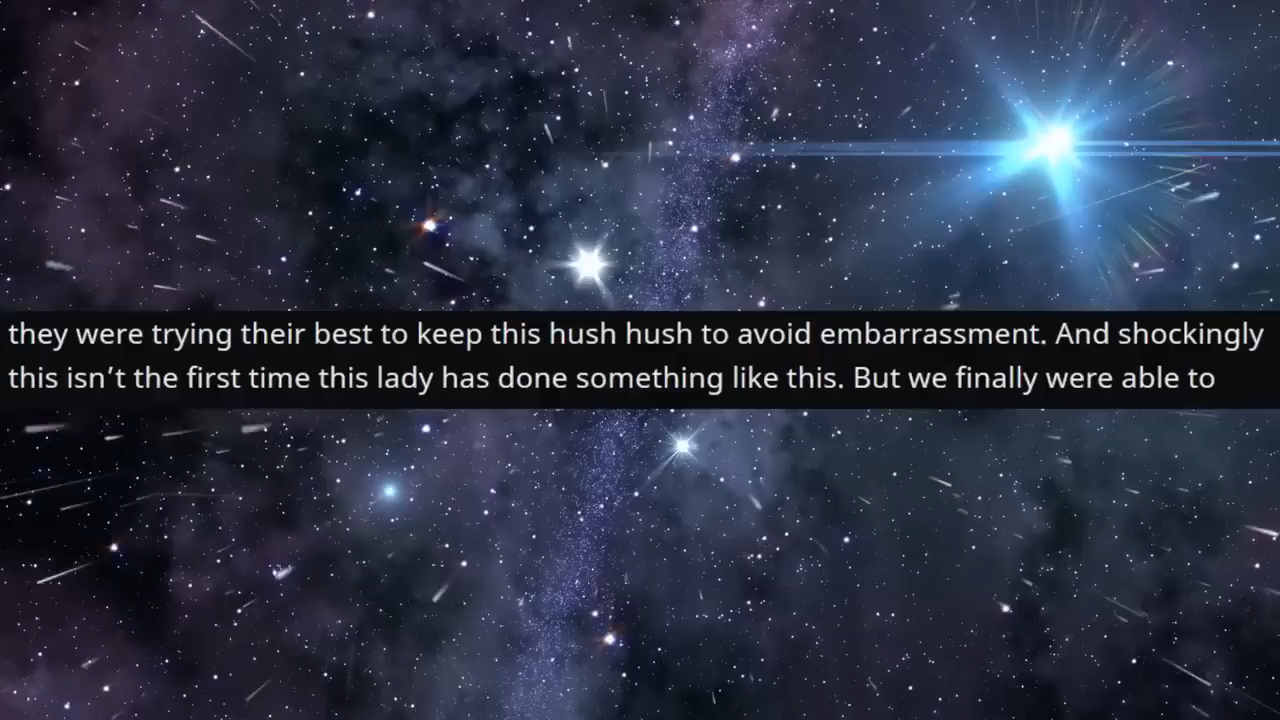 they were trying their best to keep this hush hush to avoid embarrassment. And shockingly
this isn’t the first time this lady has done something like this. But we finally were able to